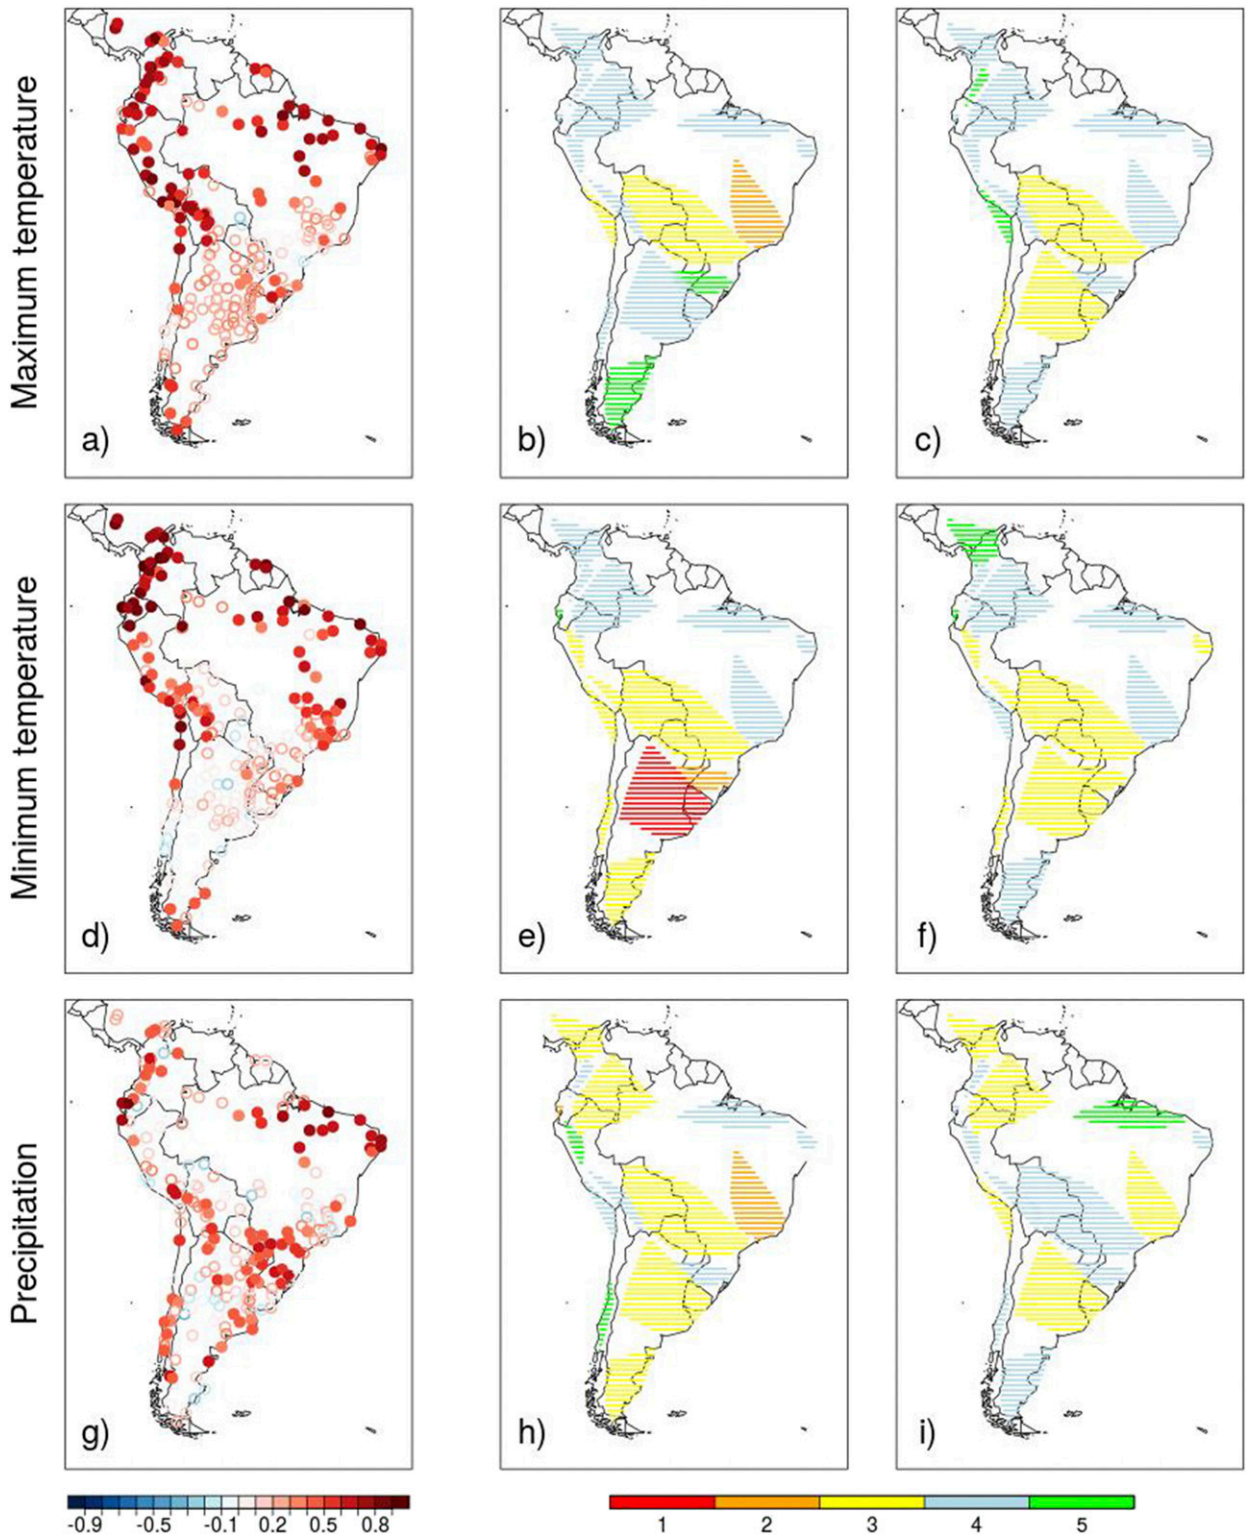 Maximum temperature
a)
b)
c)
Minimum temperature
d)
e)
f)
Precipitation
g)
h)
i)
-0.9 -0.5 -0.1 0.2 0.5 0.8
1 2 3 4 5